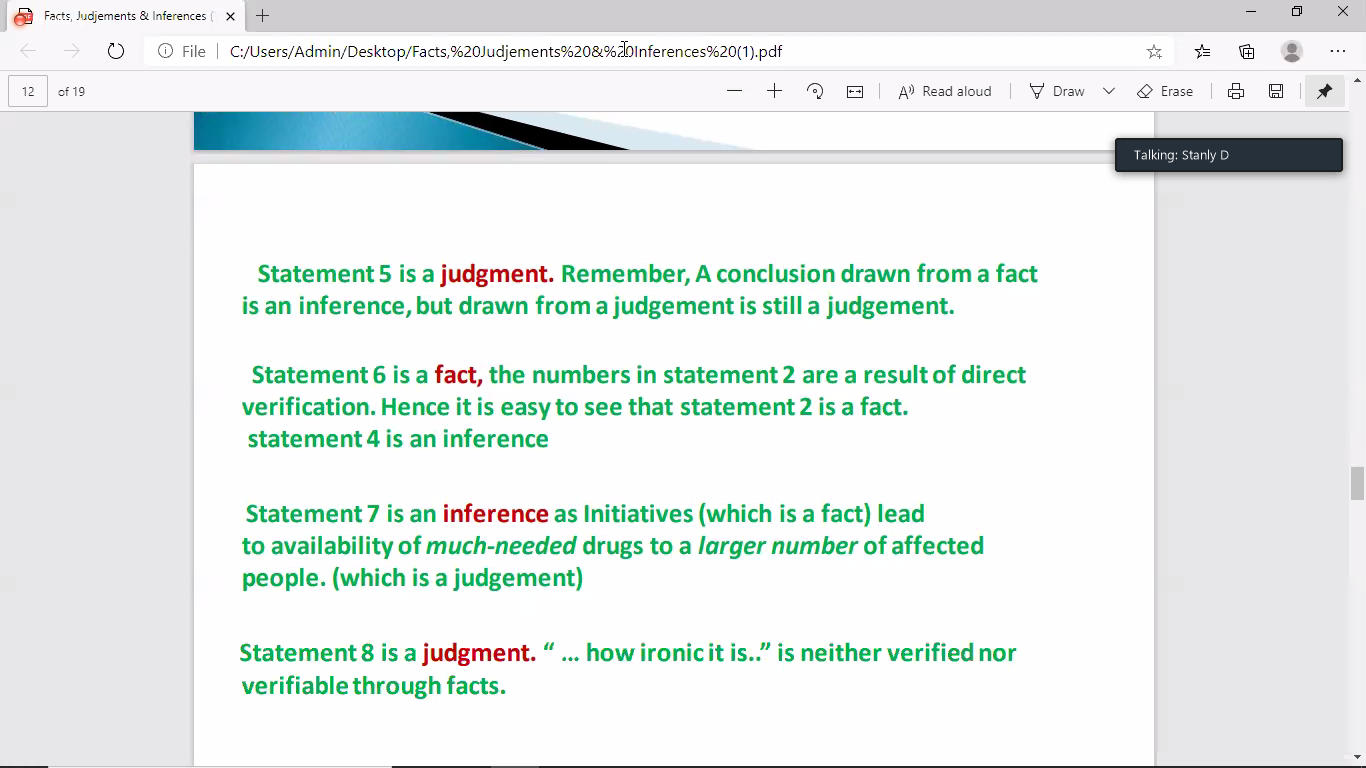 Facts, Judjements & Inferences (
File C:/Users/Admin/Desktop/Facts,%20Judjements%20&%20Inferences%20(1).pdf
12 of 19 Read aloud Draw Erase
Talking: Stanly D
Statement 5 is a judgment. Remember, A conclusion drawn from a fact
is an inference, but drawn from a judgement is still a judgement.
Statement 6 is a fact, the numbers in statement 2 are a result of direct
verification. Hence it is easy to see that statement 2 is a fact.
statement 4 is an inference
Statement 7 is an inference as Initiatives (which is a fact) lead
to availability of much-needed drugs to a larger number of affected
people. (which is a judgement)
Statement 8 is a judgment. “ ... how ironic it is..” is neither verified nor
verifiable through facts.